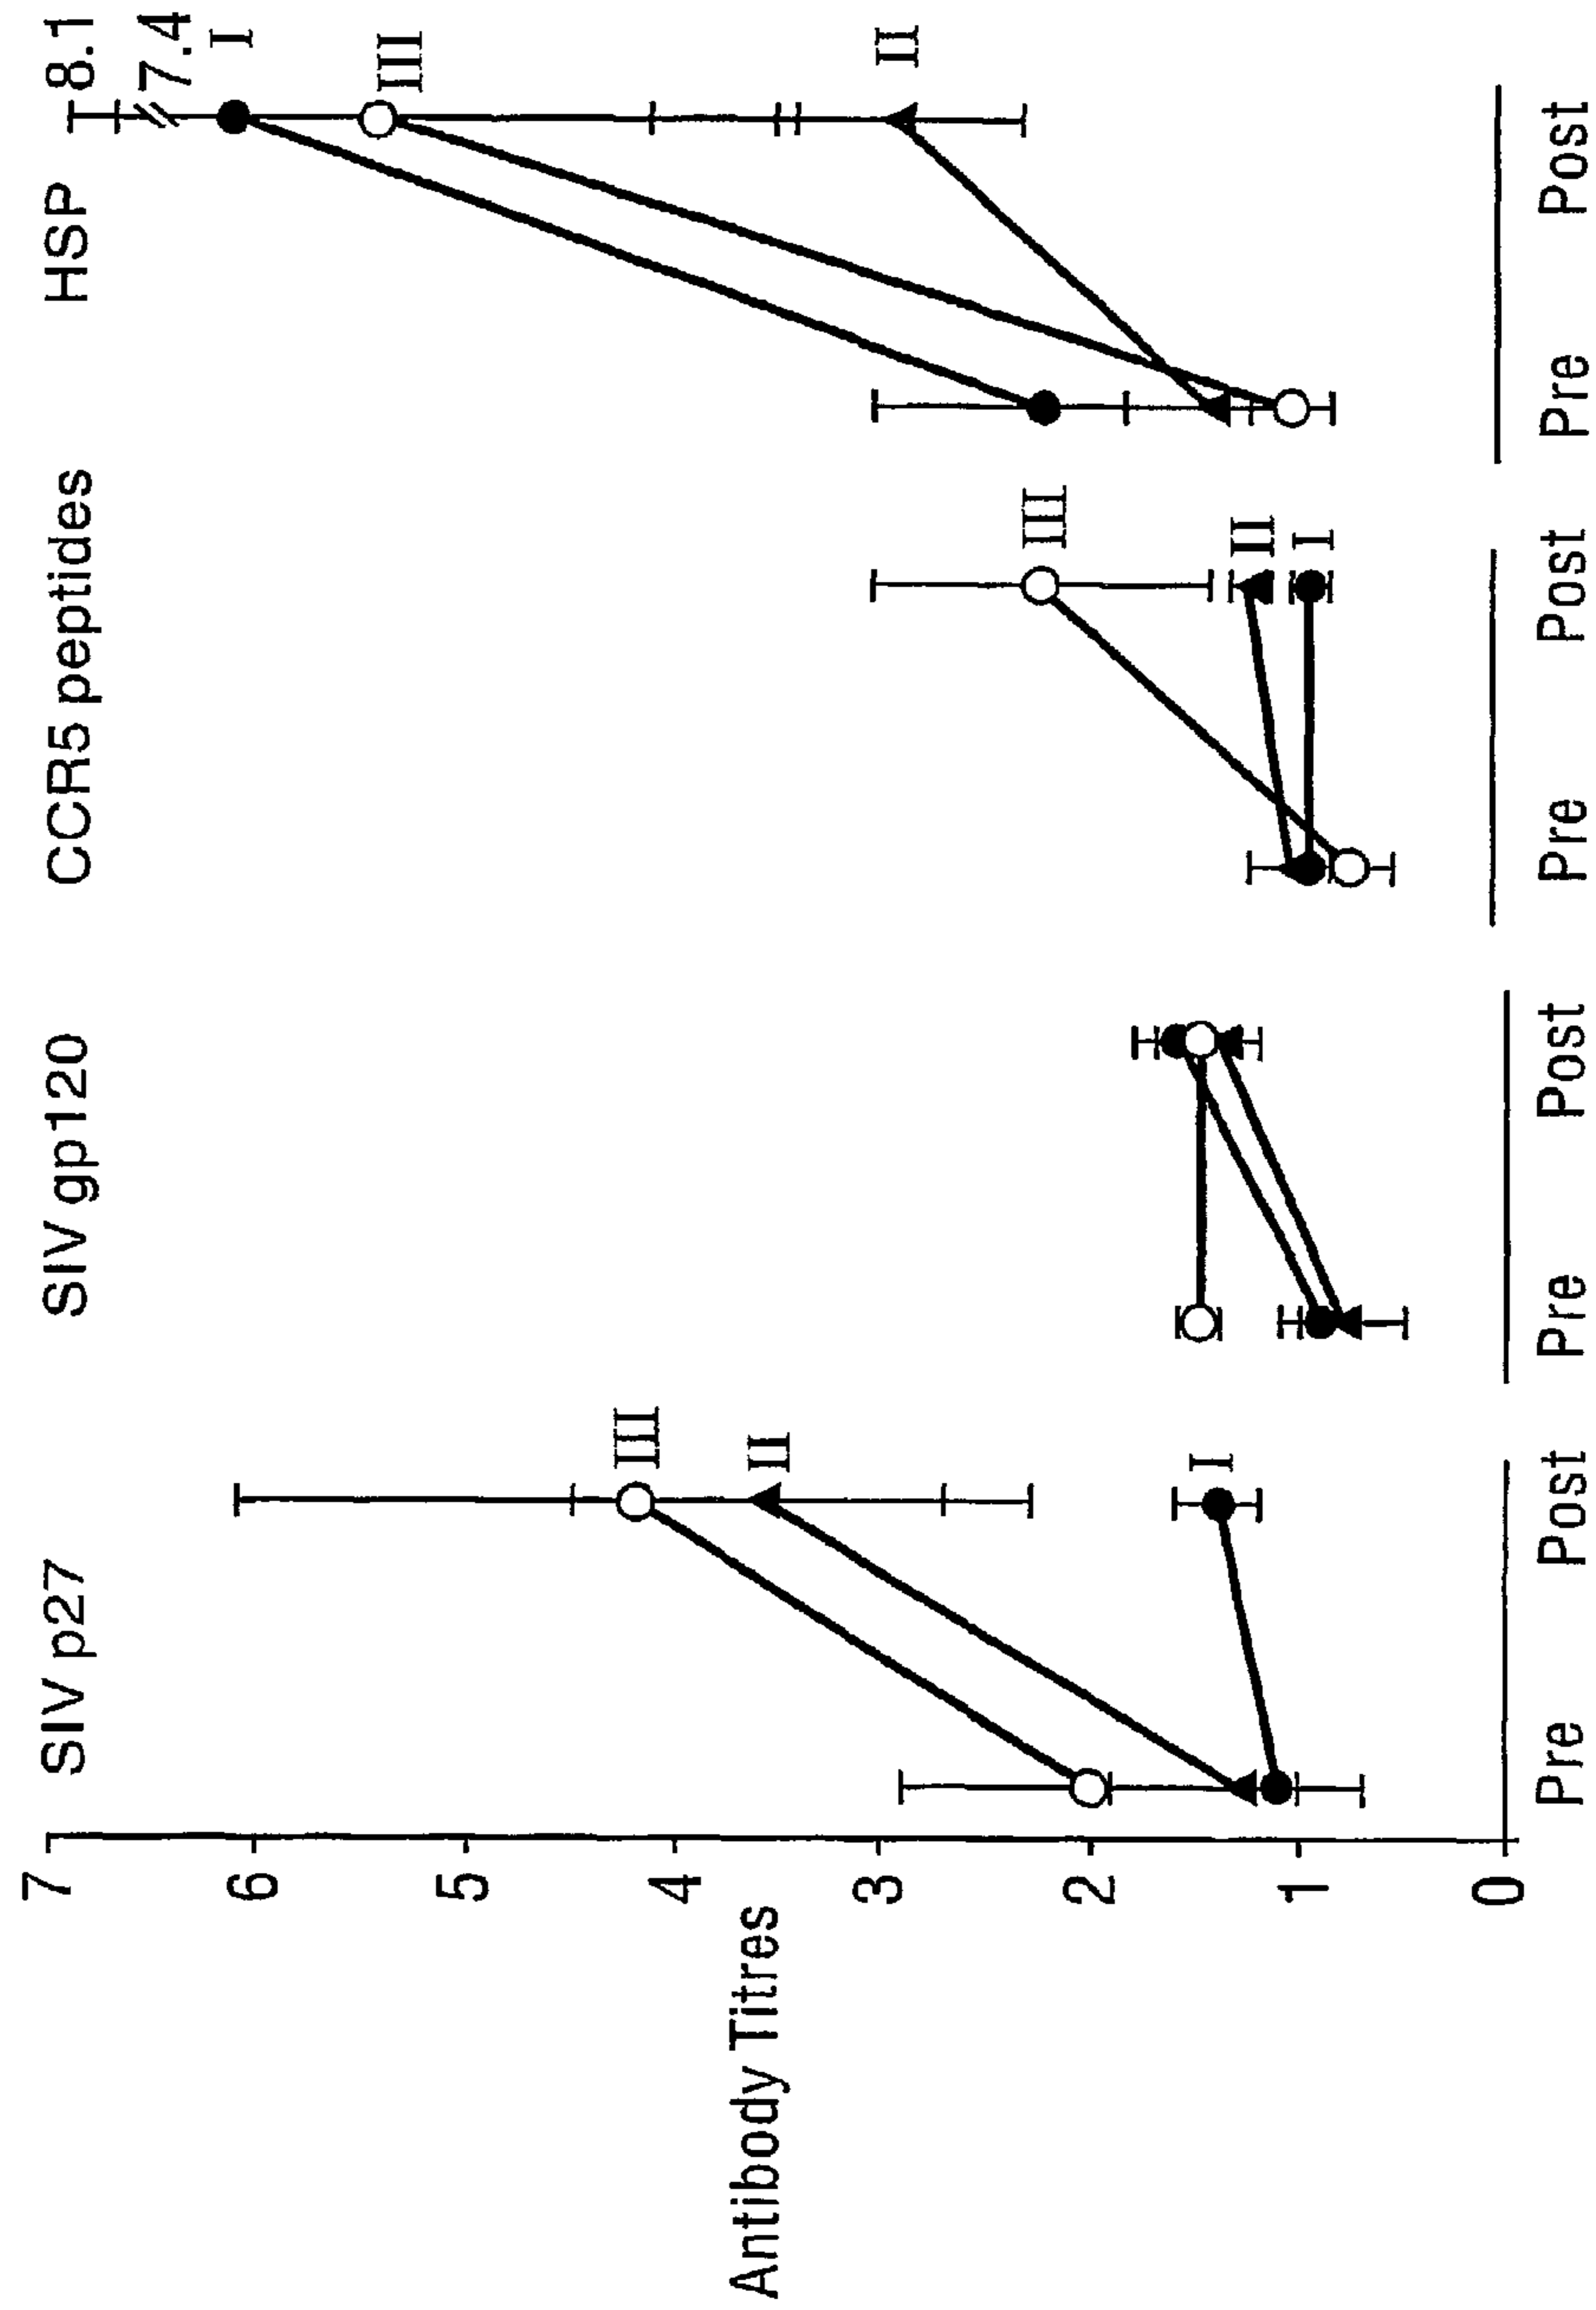 SIV p27
SIV gp120
CCR5 peptides
HSP
8.1
7.4
I
III
II
III
II
I
III
II
I
7
6
5
4
3
2
1
0
Antibody Titres
Pre
Post
Pre
Post
Pre
Post
Pre
Post